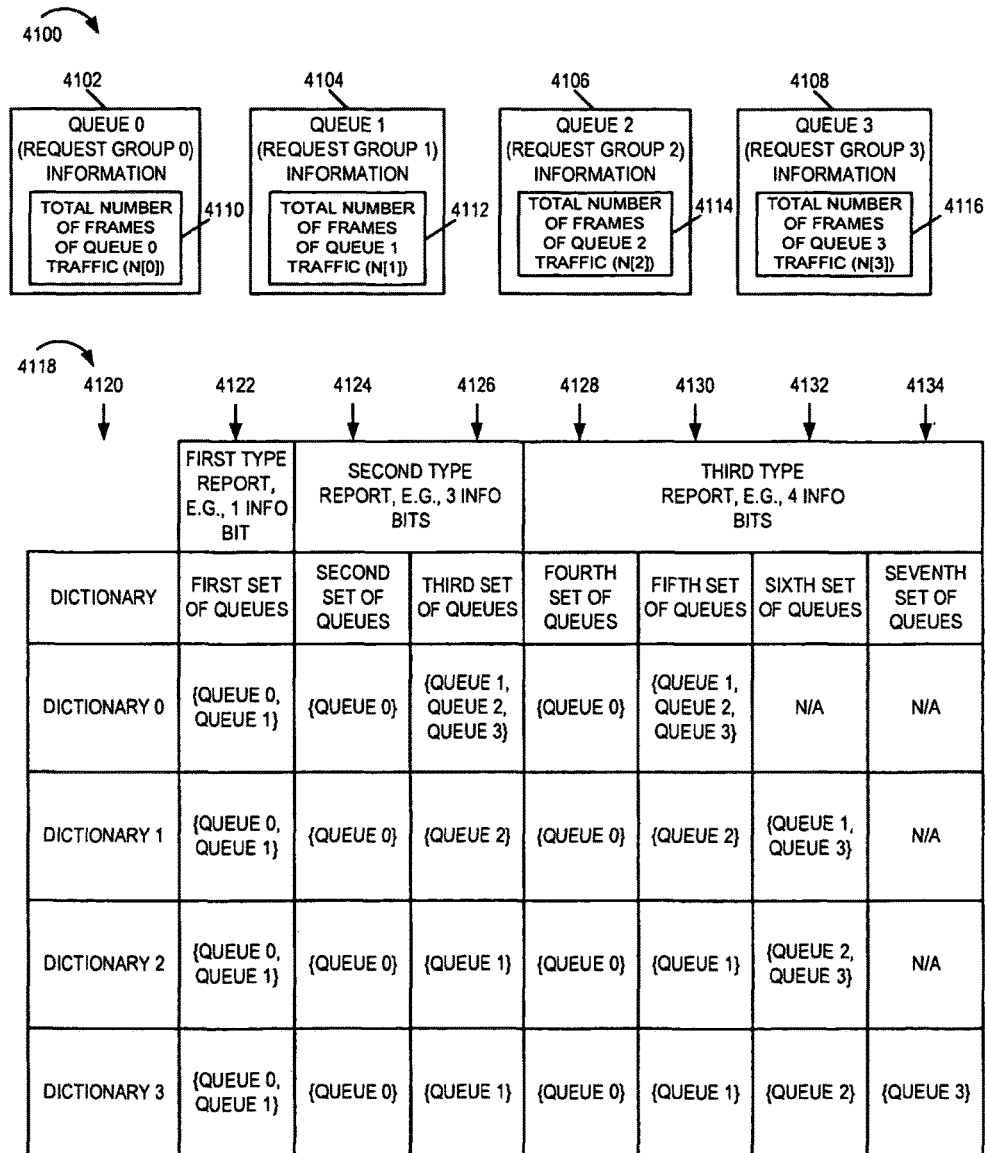 4100
4102
4104
4106
4108
QUEUE 0
(REQUEST GROUP 0)
INFORMATION
TOTAL NUMBER
OF FRAMES
OF QUEUE 0
TRAFFIC (N[0])
4110
QUEUE 1
(REQUEST GROUP 1)
INFORMATION
TOTAL NUMBER
OF FRAMES
OF QUEUE 1
TRAFFIC (N[1])
4112
QUEUE 2
(REQUEST GROUP 2)
INFORMATION
TOTAL NUMBER
OF FRAMES
OF QUEUE 2
TRAFFIC (N[2])
4114
QUEUE 3
(REQUEST GROUP 3)
INFORMATION
TOTAL NUMBER
OF FRAMES
OF QUEUE 3
TRAFFIC (N[3])
4116
4118
4120
4122
4124
4126
4128
4130
4132
4134
FIRST TYPE
REPORT,
E.G., 1 INFO
BIT
SECOND TYPE
REPORT, E.G., 3 INFO
BITS
THIRD TYPE
REPORT, E.G., 4 INFO
BITS
DICTIONARY
FIRST SET
OF QUEUES
SECOND
SET OF
QUEUES
THIRD SET
OF QUEUES
FOURTH
SET OF
QUEUES
FIFTH SET
OF QUEUES
SIXTH SET
OF QUEUES
SEVENTH
SET OF
QUEUES
DICTIONARY 0
{QUEUE 0,
QUEUE 1}
{QUEUE 0}
{QUEUE 1,
QUEUE 2,
QUEUE 3}
{QUEUE 0}
{QUEUE 1,
QUEUE 2,
QUEUE 3}
N/A
N/A
DICTIONARY 1
{QUEUE 0,
QUEUE 1}
{QUEUE 0}
{QUEUE 2}
{QUEUE 0}
{QUEUE 2}
{QUEUE 1,
QUEUE 3}
N/A
DICTIONARY 2
{QUEUE 0,
QUEUE 1}
{QUEUE 0}
{QUEUE 1}
{QUEUE 0}
{QUEUE 1}
{QUEUE 2,
QUEUE 3}
N/A
DICTIONARY 3
{QUEUE 0,
QUEUE 1}
{QUEUE 0}
{QUEUE 1}
{QUEUE 0}
{QUEUE 1}
{QUEUE 2}
{QUEUE 3}